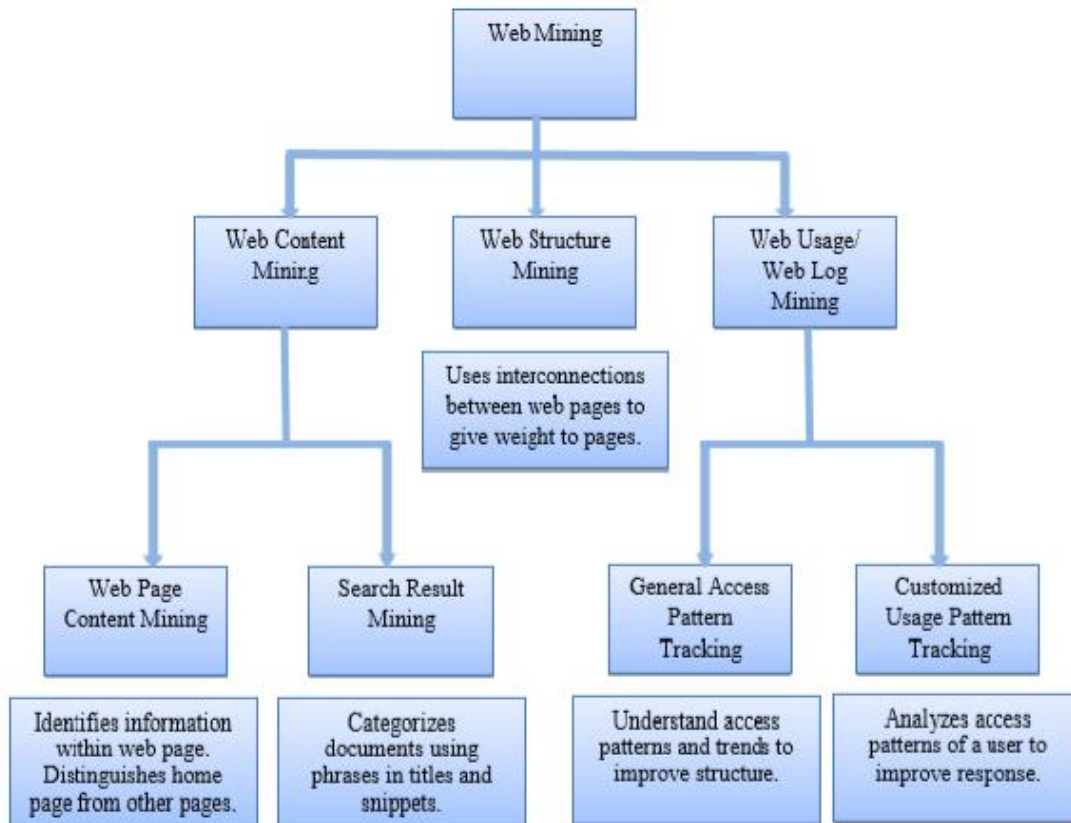 Web Mining
Web Content
Mining
Web Structure
Mining
Web Usage/
Web Log
Mining
Uses interconnections
between web pages to
give weight to pages.
Web Page
Content Mining
Search Result
Mining
General Access
Pattern
Tracking
Customized
Usage Pattern
Tracking
Identifies information
within web page.
Distinguishes home
page from other pages.
Categorizes
documents using
phrases in titles and
snippets.
Understand access
patterns and trends to
improve structure.
Analyzes access
patterns of a user to
improve response.